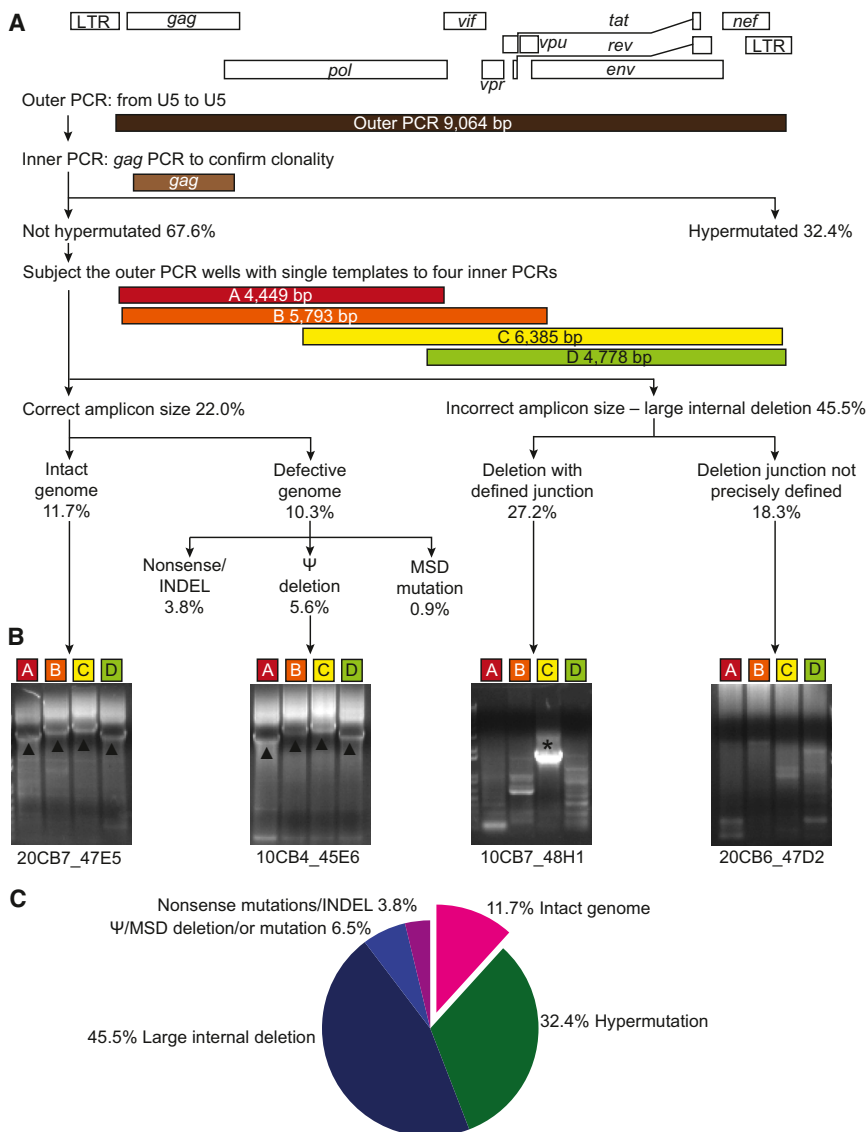 A
LTR gag vif tat nef
vpu rev LTR
pol vpr env
Outer PCR: from U5 to U5
Outer PCR 9,064 bp
Inner PCR: gag PCR to confirm clonality
gag
Not hypermutated 67.6% Hypermutated 32.4%
Subject the outer PCR wells with single templates to four inner PCRs
A 4,449 bp
B 5,793 bp
C 6,385 bp
D 4,778 bp
Correct amplicon size 22.0% Incorrect amplicon size – large internal deletion 45.5%
Intact
genome
11.7%
Defective
genome
10.3%
Deletion with
defined junction
27.2%
Deletion junction not
precisely defined
18.3%
Nonsense/
INDEL
3.8%
Ψ
deletion
5.6%
MSD
mutation
0.9%
B
A B C D A B C D A B C D A B C D
*
20CB7_47E5 10CB4_45E6 10CB7_48H1 20CB6_47D2
C
Nonsense mutations/INDEL 3.8%
11.7% Intact genome
Ψ/MSD deletion/or mutation 6.5%
32.4% Hypermutation
45.5% Large internal deletion